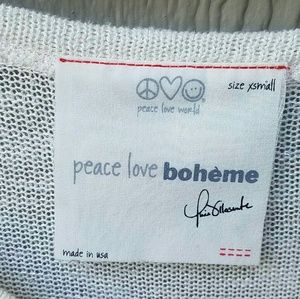 size xsmall
peace love world
peace love bohème
made in usa